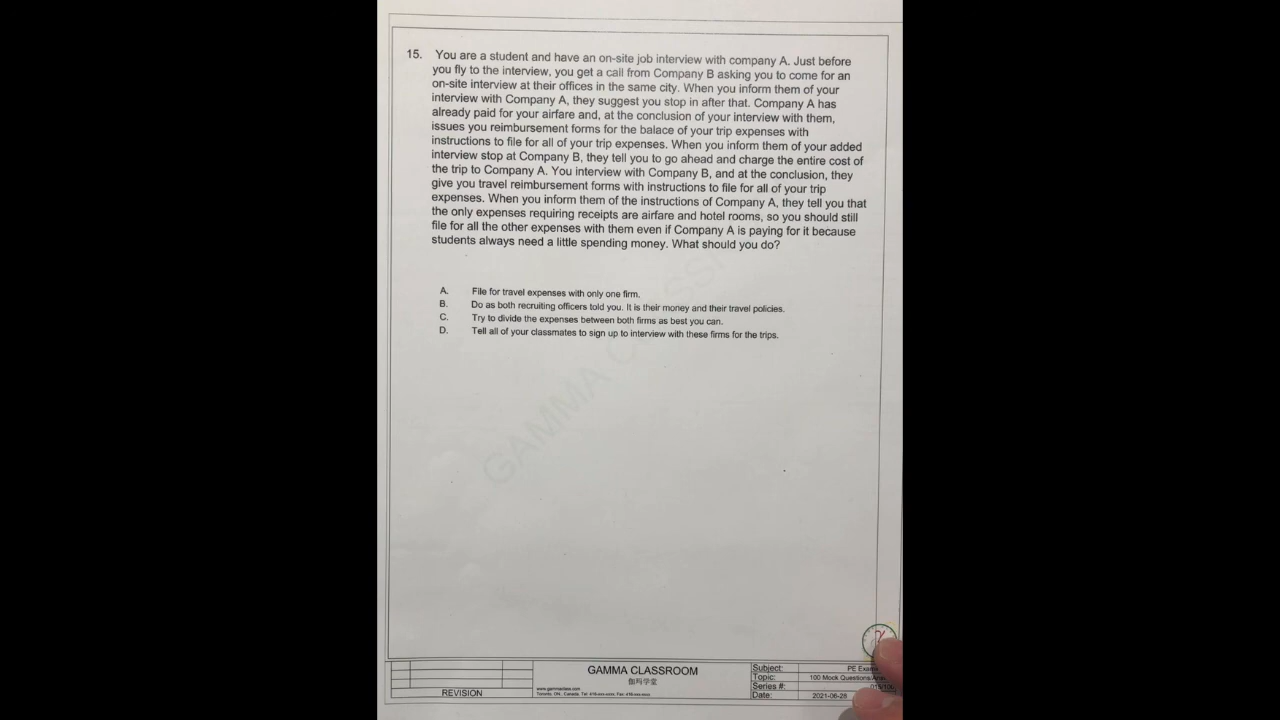 15. You are a student and have an on-site job interview with company A. Just before
you fly to the interview, you get a call from Company B asking you to come for an
on-site interview at their offices in the same city. When you inform them of your
interview with Company A, they suggest you stop in after that. Company A has
already paid for your airfare and, at the conclusion of your interview with them,
issues you reimbursement forms for the balace of your trip expenses with
instructions to file for all of your trip expenses. When you inform them of your added
interview stop at Company B, they tell you to go ahead and charge the entire cost of
the trip to Company A. You interview with Company B, and at the conclusion, they
give you travel reimbursement forms with instructions to file for all of your trip
expenses. When you inform them of the instructions of Company A, they tell you that
the only expenses requiring receipts are airfare and hotel rooms, so you should still
file for all the other expenses with them even if Company A is paying for it because
students always need a little spending money. What should you do?
A. File for travel expenses with only one firm.
B. Do as both recruiting officers told you. It is their money and their travel policies.
C. Try to divide the expenses between both firms as best you can.
D. Tell all of your classmates to sign up to interview with these firms for the trips.
GAMMA CLASSROOM
REVISION
GAMMA CLASSROOM
伽玛学堂
Toronto, ON., Canada. Tel: 416-xxx-xxxx, Fax: 416-xxx-xxxx
Subject: PE Exam
Topic: 100 Mock Questions
Series #:
Date: 2021-06-28